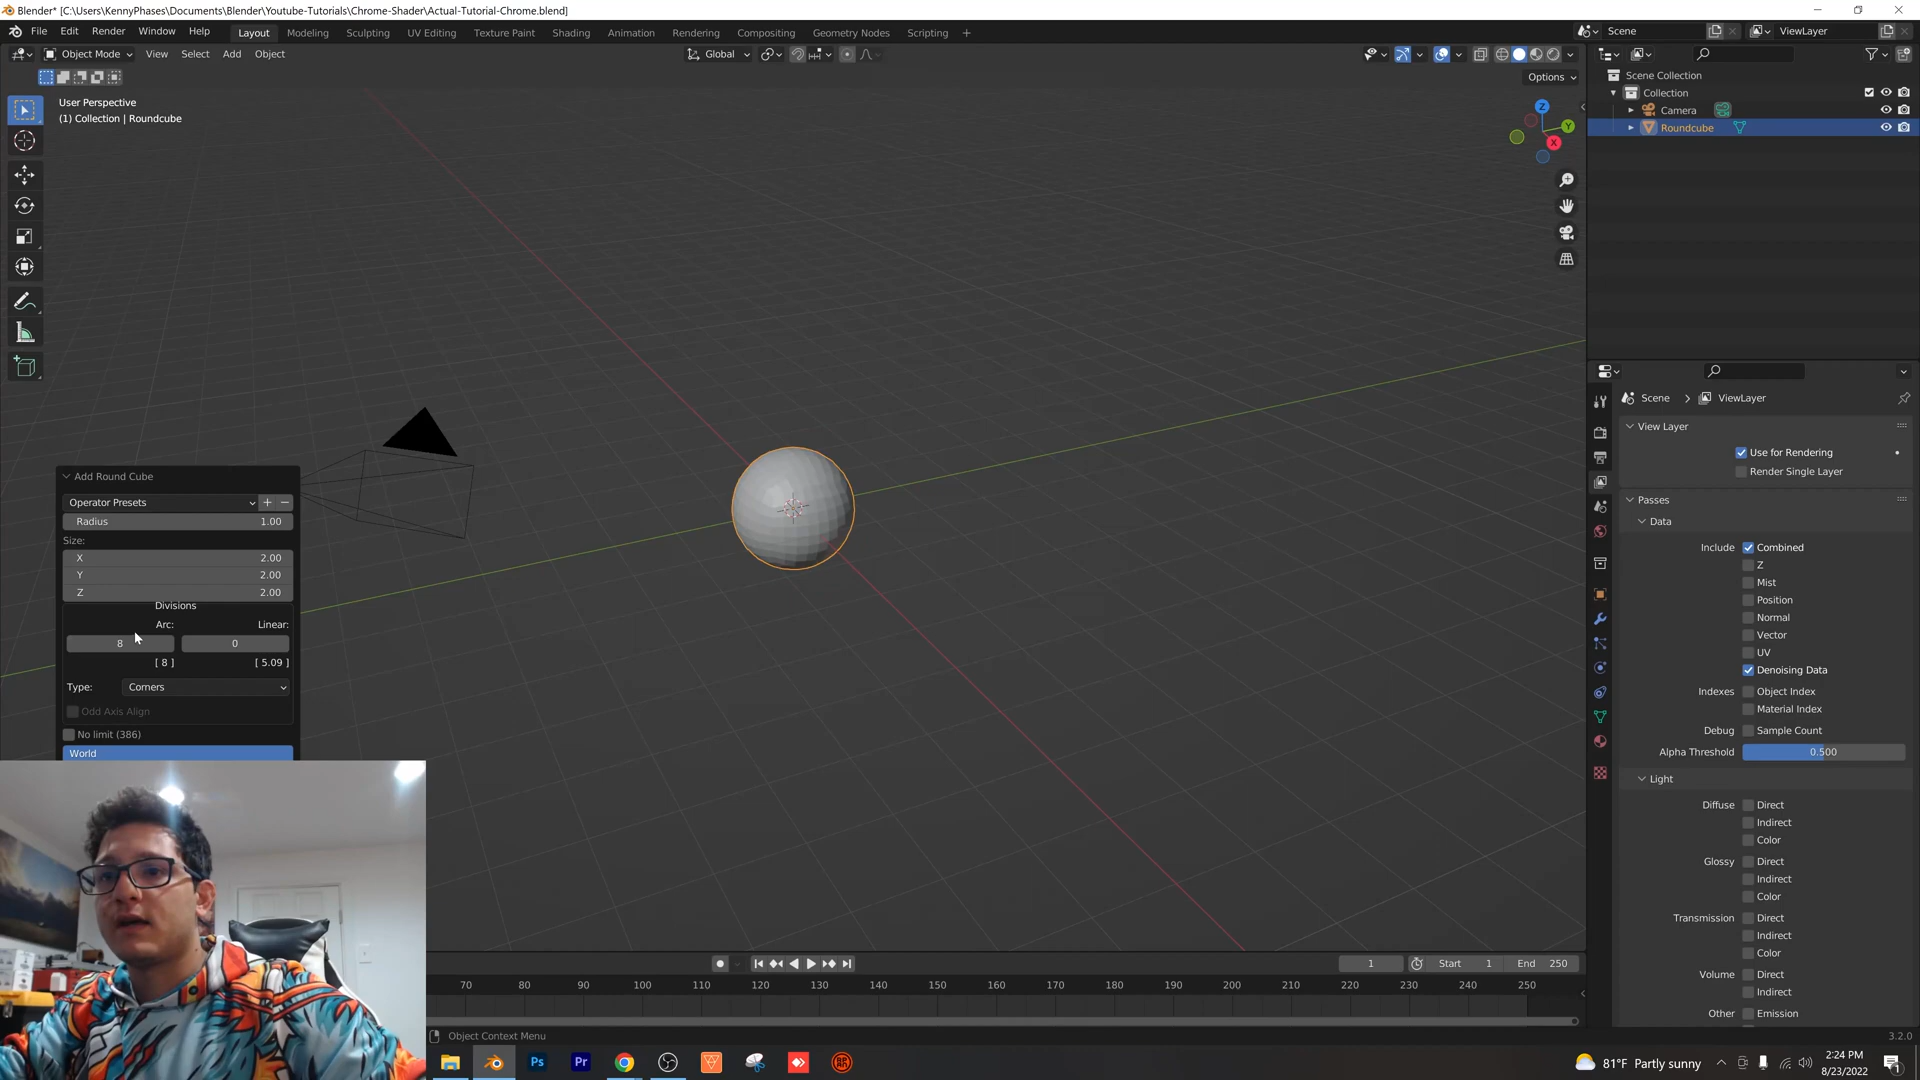 Blender* [C:\Users\KennyPhases\Documents\Blender\Youtube-Tutorials\Chrome-Shader\Actual-Tutorial-Chrome.blend]
File Edit Render Window Help Layout Modeling Sculpting UV Editing Texture Paint Shading Animation Rendering Compositing Geometry Nodes Scripting + Scene ViewLayer
Object Mode View Select Add Object Global
Options
User Perspective
(1) Collection | Roundcube
Z
Y
X
Scene Collection
Collection
Camera
Roundcube
Scene > ViewLayer
View Layer
Use for Rendering
Render Single Layer
Passes
Data
Include Combined
Z
Mist
Position
Normal
Vector
UV
Denoising Data
Indexes Object Index
Material Index
Debug Sample Count
Alpha Threshold 0.500
Light
Diffuse Direct
Indirect
Color
Glossy Direct
Indirect
Color
Transmission Direct
Indirect
Color
Volume Direct
Indirect
Other Emission
Add Round Cube
Operator Presets + −
Radius 1.00
Size:
X 2.00
Y 2.00
Z 2.00
Divisions
Arc: Linear:
8 0
[ 8 ] [ 5.09 ]
Type: Corners
Odd Axis Align
No limit (386)
World
1 Start 1 End 250
70 80 90 100 110 120 130 140 150 160 170 180 190 200 210 220 230 240 250
Object Context Menu
3.2.0
Ps Pr
81°F Partly sunny
2:24 PM
8/23/2022
1